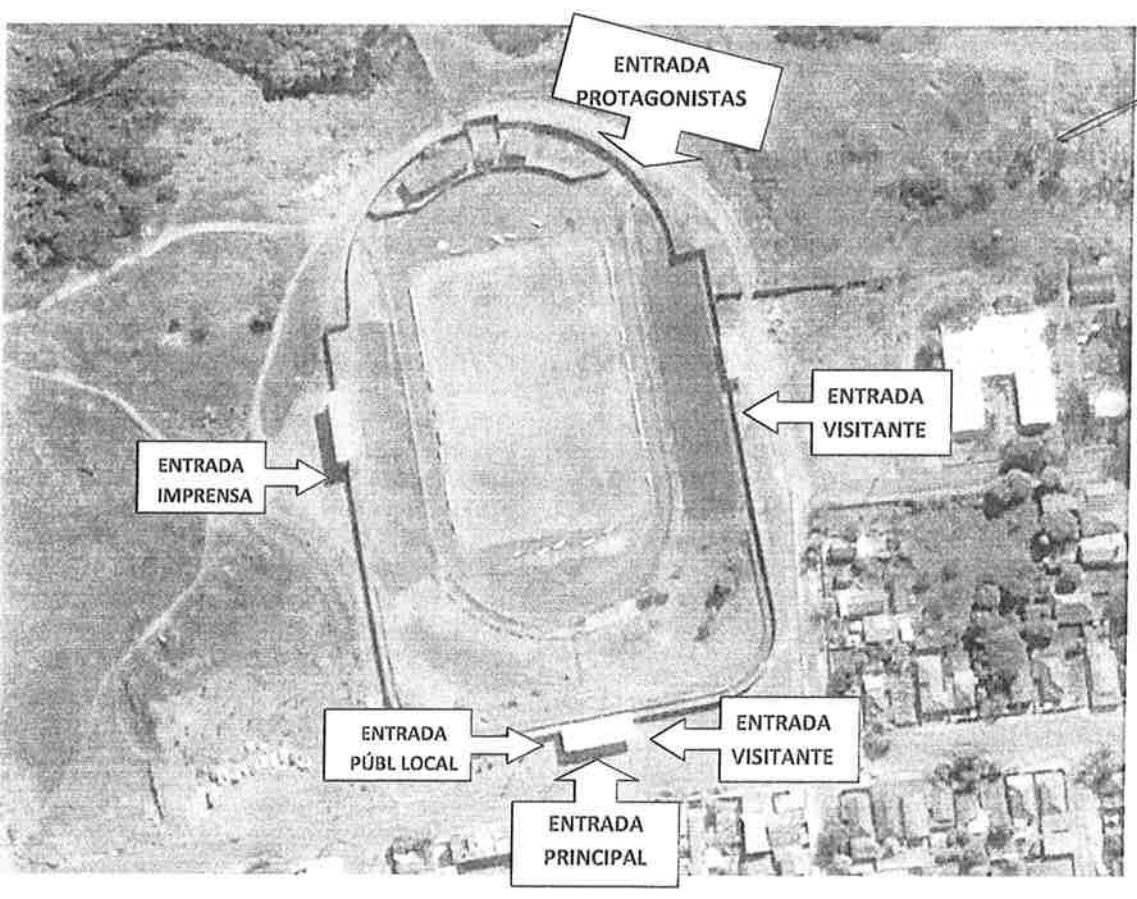 ENTRADA
PROTAGONISTAS
ENTRADA
VISITANTE
ENTRADA
IMPRENSA
ENTRADA
PÚBL LOCAL
ENTRADA
VISITANTE
ENTRADA
PRINCIPAL